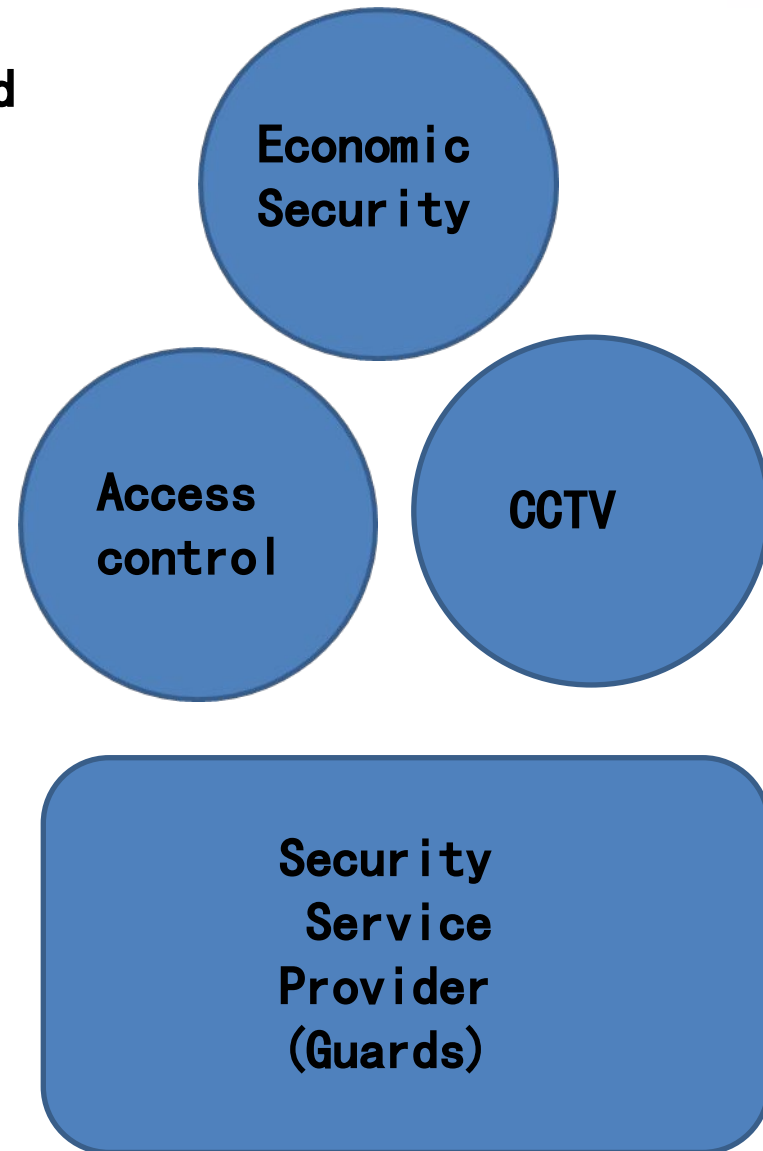 d
Economic
Security
Access
control
CCTV
Security
Service
Provider
(Guards)